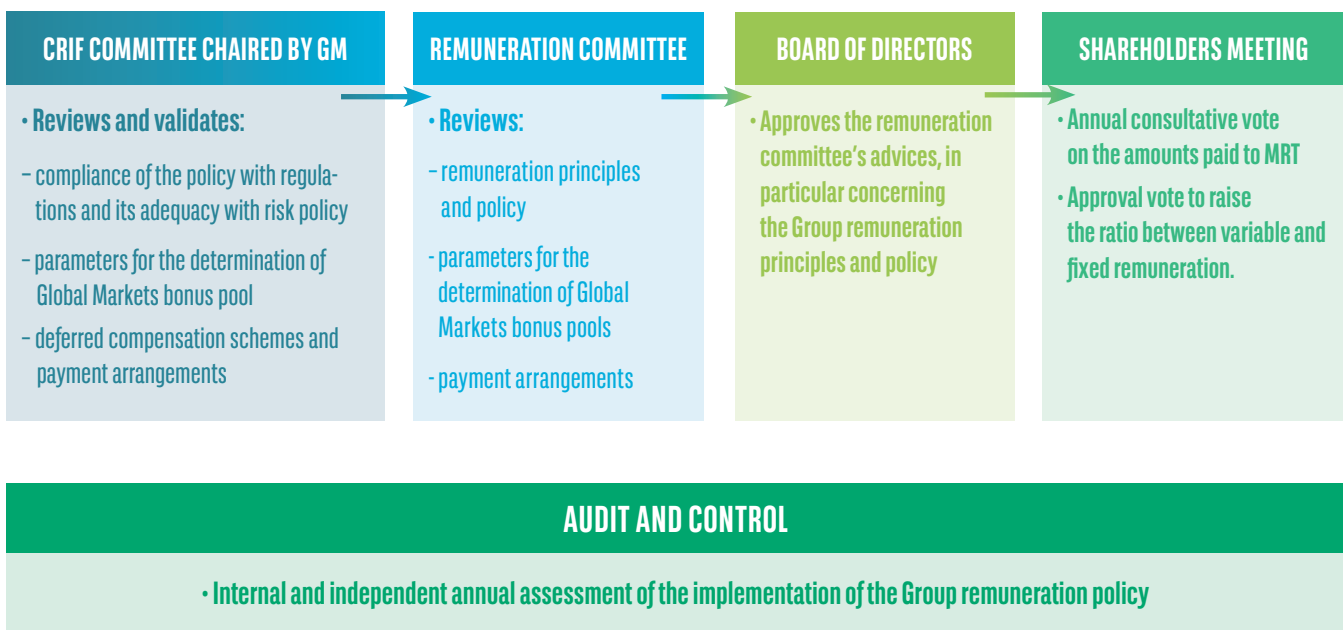 CRIF COMMITTEE CHAIRED BY GM
• Reviews and validates:
– compliance of the policy with regula-
tions and its adequacy with risk policy
– parameters for the determination of
Global Markets bonus pool
– deferred compensation schemes and
payment arrangements
REMUNERATION COMMITTEE
• Reviews:
– remuneration principles
and policy
- parameters for the
determination of Global
Markets bonus pools
- payment arrangements
BOARD OF DIRECTORS
• Approves the remuneration
committee's advices, in
particular concerning
the Group remuneration
principles and policy
SHAREHOLDERS MEETING
• Annual consultative vote
on the amounts paid to MRT
• Approval vote to raise
the ratio between variable and
fixed remuneration.
AUDIT AND CONTROL
• Internal and independent annual assessment of the implementation of the Group remuneration policy